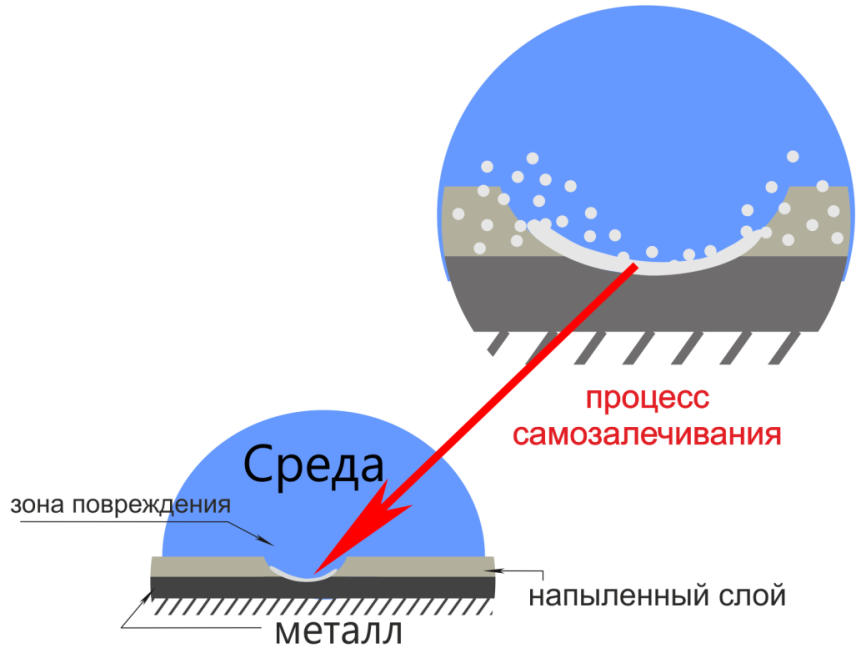 процесс
самозалечивания
Среда
зона повреждения
напыленный слой
металл